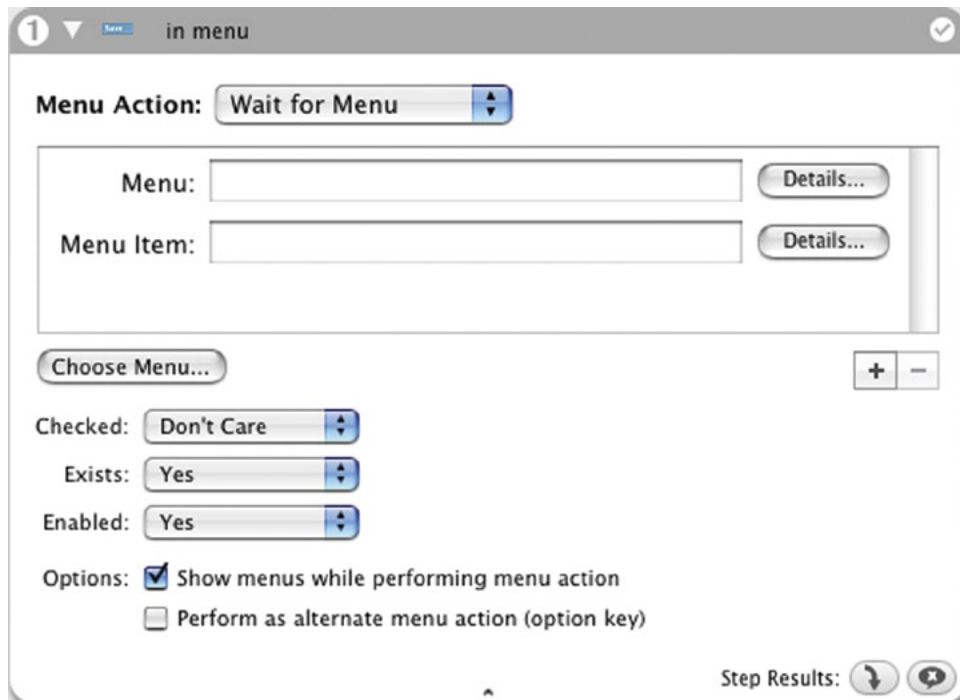 1 Save in menu
Menu Action: Wait for Menu
Menu: Details...
Menu Item: Details...
Choose Menu... + −
Checked: Don't Care
Exists: Yes
Enabled: Yes
Options: Show menus while performing menu action
Perform as alternate menu action (option key)
Step Results: